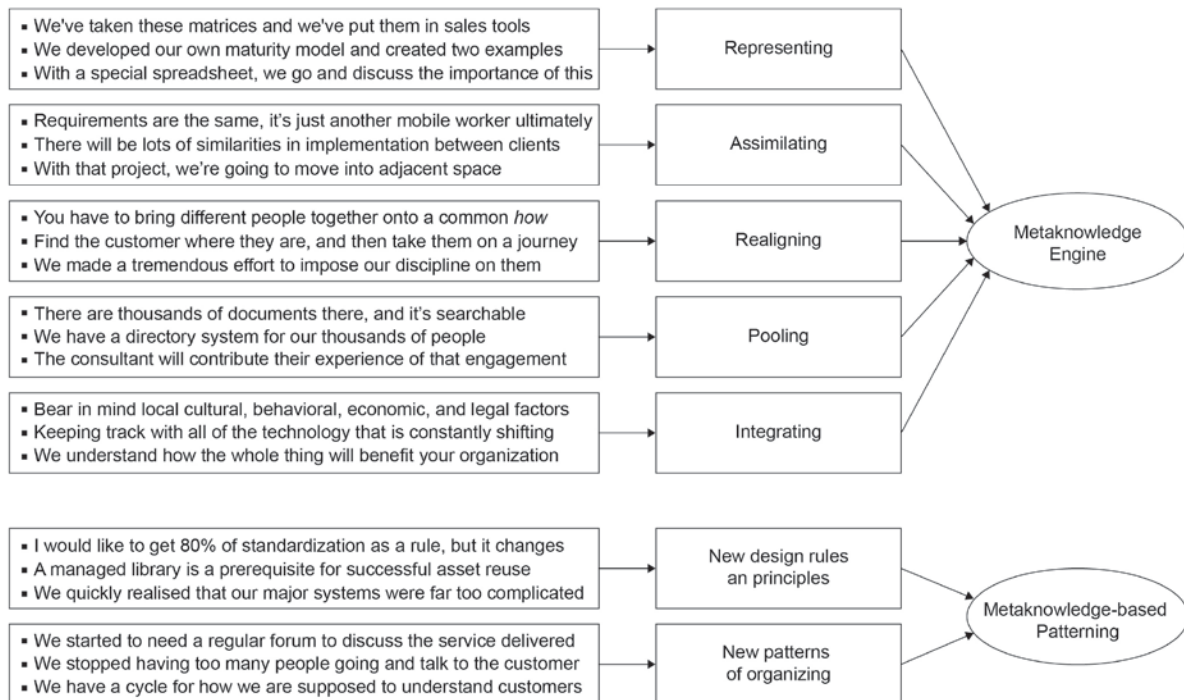 ▪ We've taken these matrices and we've put them in sales tools
▪ We developed our own maturity model and created two examples
▪ With a special spreadsheet, we go and discuss the importance of this
Representing
▪ Requirements are the same, it's just another mobile worker ultimately
▪ There will be lots of similarities in implementation between clients
▪ With that project, we're going to move into adjacent space
Assimilating
▪ You have to bring different people together onto a common how
▪ Find the customer where they are, and then take them on a journey
▪ We made a tremendous effort to impose our discipline on them
Realigning
▪ There are thousands of documents there, and it's searchable
▪ We have a directory system for our thousands of people
▪ The consultant will contribute their experience of that engagement
Pooling
▪ Bear in mind local cultural, behavioral, economic, and legal factors
▪ Keeping track with all of the technology that is constantly shifting
▪ We understand how the whole thing will benefit your organization
Integrating
Metaknowledge
Engine
▪ I would like to get 80% of standardization as a rule, but it changes
▪ A managed library is a prerequisite for successful asset reuse
▪ We quickly realised that our major systems were far too complicated
New design rules
an principles
▪ We started to need a regular forum to discuss the service delivered
▪ We stopped having too many people going and talk to the customer
▪ We have a cycle for how we are supposed to understand customers
New patterns
of organizing
Metaknowledge-based
Patterning